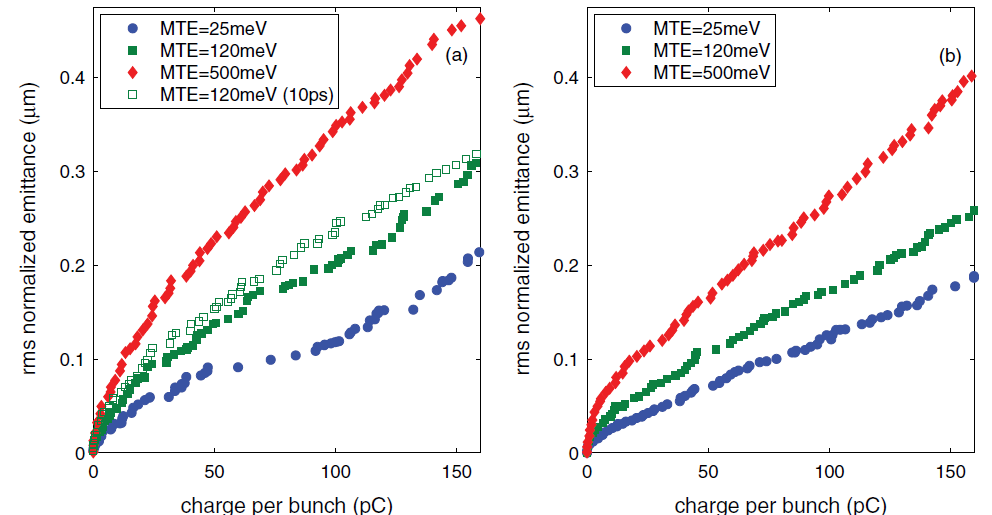 MTE=25meV
MTE=120meV
MTE=500meV
MTE=120meV (10ps)
(a)
rms normalized emittance (μm)
0.4
0.3
0.2
0.1
0
0 50 100 150
charge per bunch (pC)
MTE=25meV
MTE=120meV
MTE=500meV
(b)
rms normalized emittance (μm)
0.4
0.3
0.2
0.1
0
0 50 100 150
charge per bunch (pC)